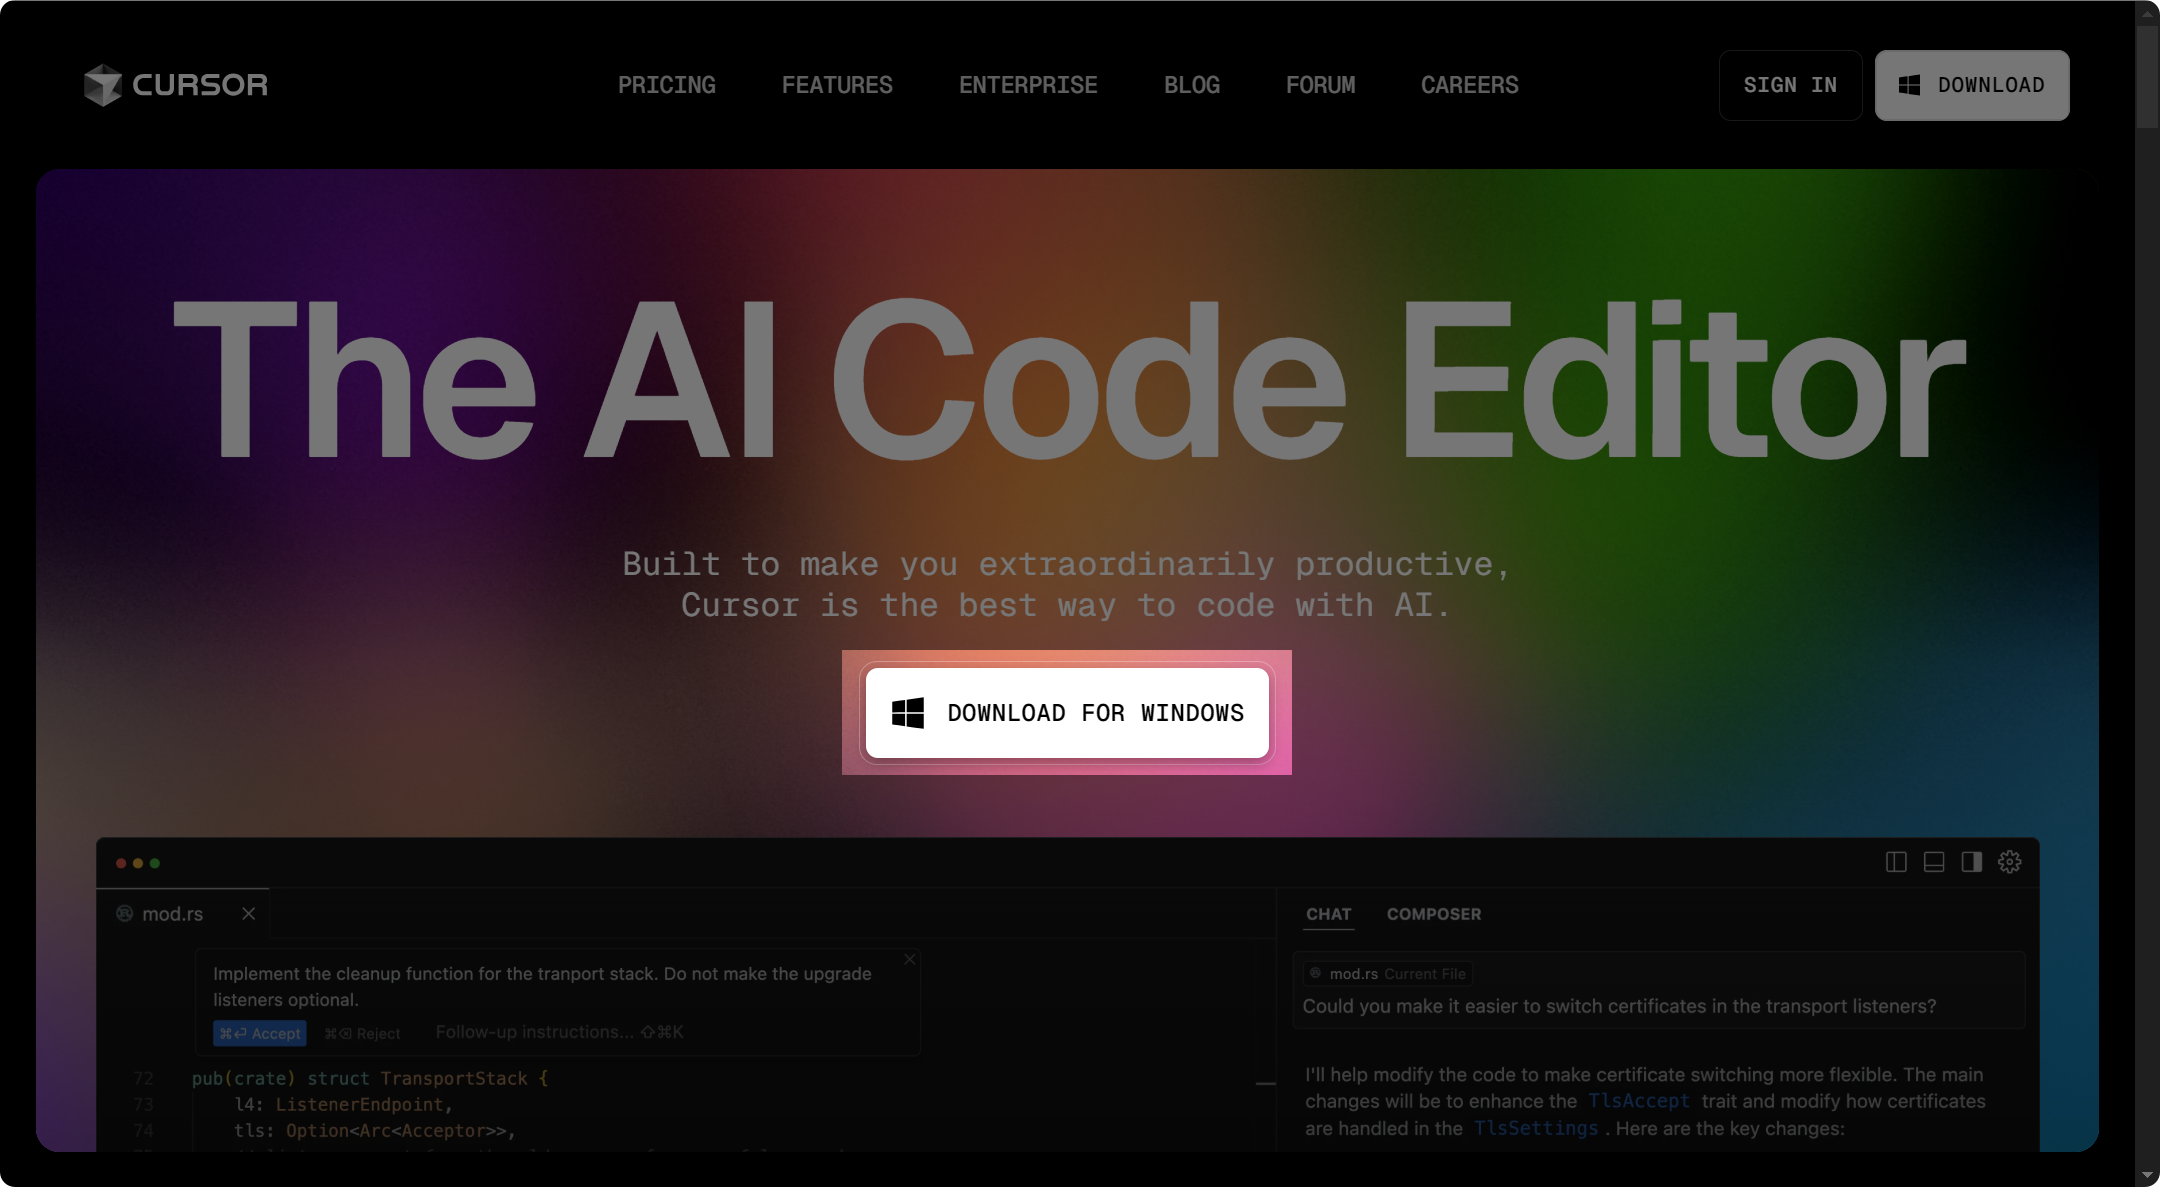 CURSOR
PRICING
FEATURES
ENTERPRISE
BLOG
FORUM
CAREERS
SIGN IN
DOWNLOAD
The AI Code Editor
Built to make you extraordinarily productive,
Cursor is the best way to code with AI.
DOWNLOAD FOR WINDOWS
mod.rs
Implement the cleanup function for the tranport stack. Do not make the upgrade
listeners optional.
⌘⏎ Accept ⌘⌫ Reject Follow-up instructions... ⇧⌘K
72 pub(crate) struct TransportStack {
73 l4: ListenerEndpoint,
74 tls: Option<Arc<Acceptor>>,
CHAT
COMPOSER
mod.rs Current File
Could you make it easier to switch certificates in the transport listeners?
I'll help modify the code to make certificate switching more flexible. The main
changes will be to enhance the TlsAccept trait and modify how certificates
are handled in the TlsSettings . Here are the key changes: